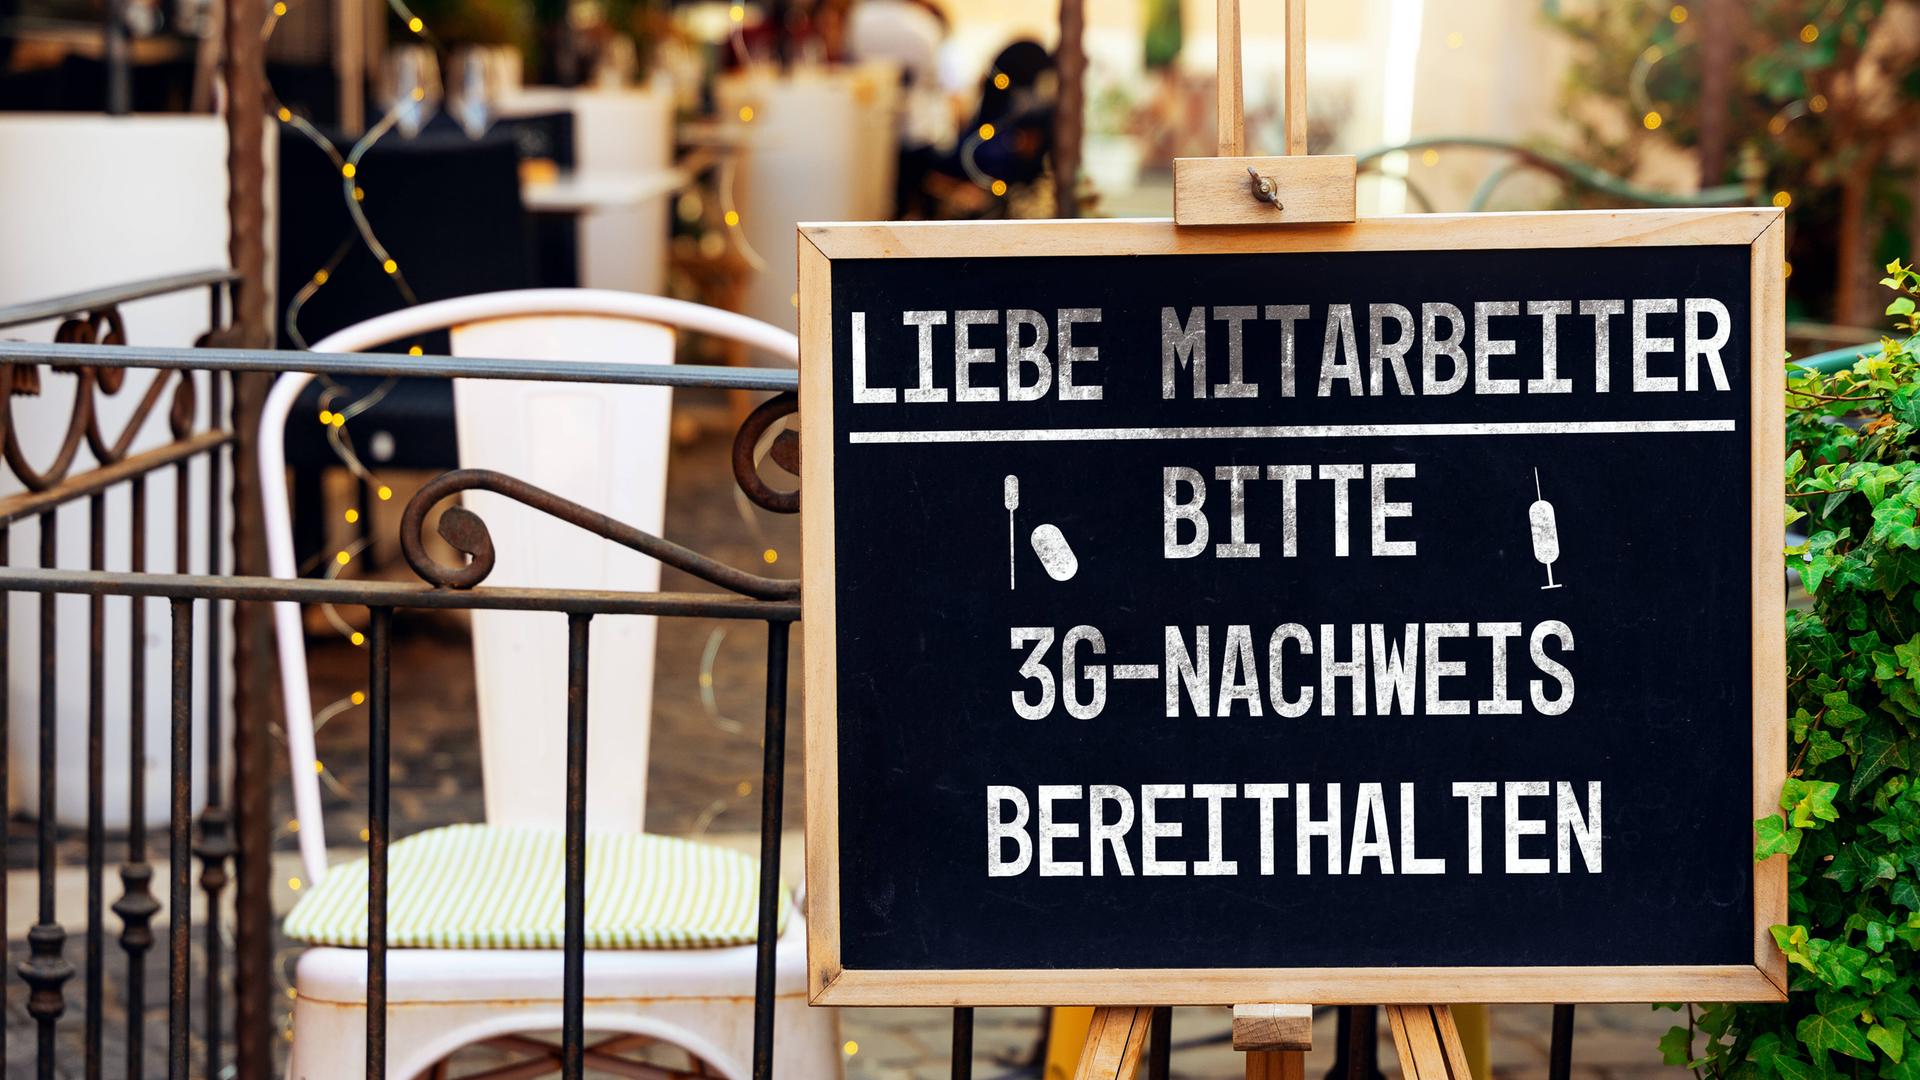 LIEBE MITARBEITER
BITTE
3G-NACHWEIS
BEREITHALTEN